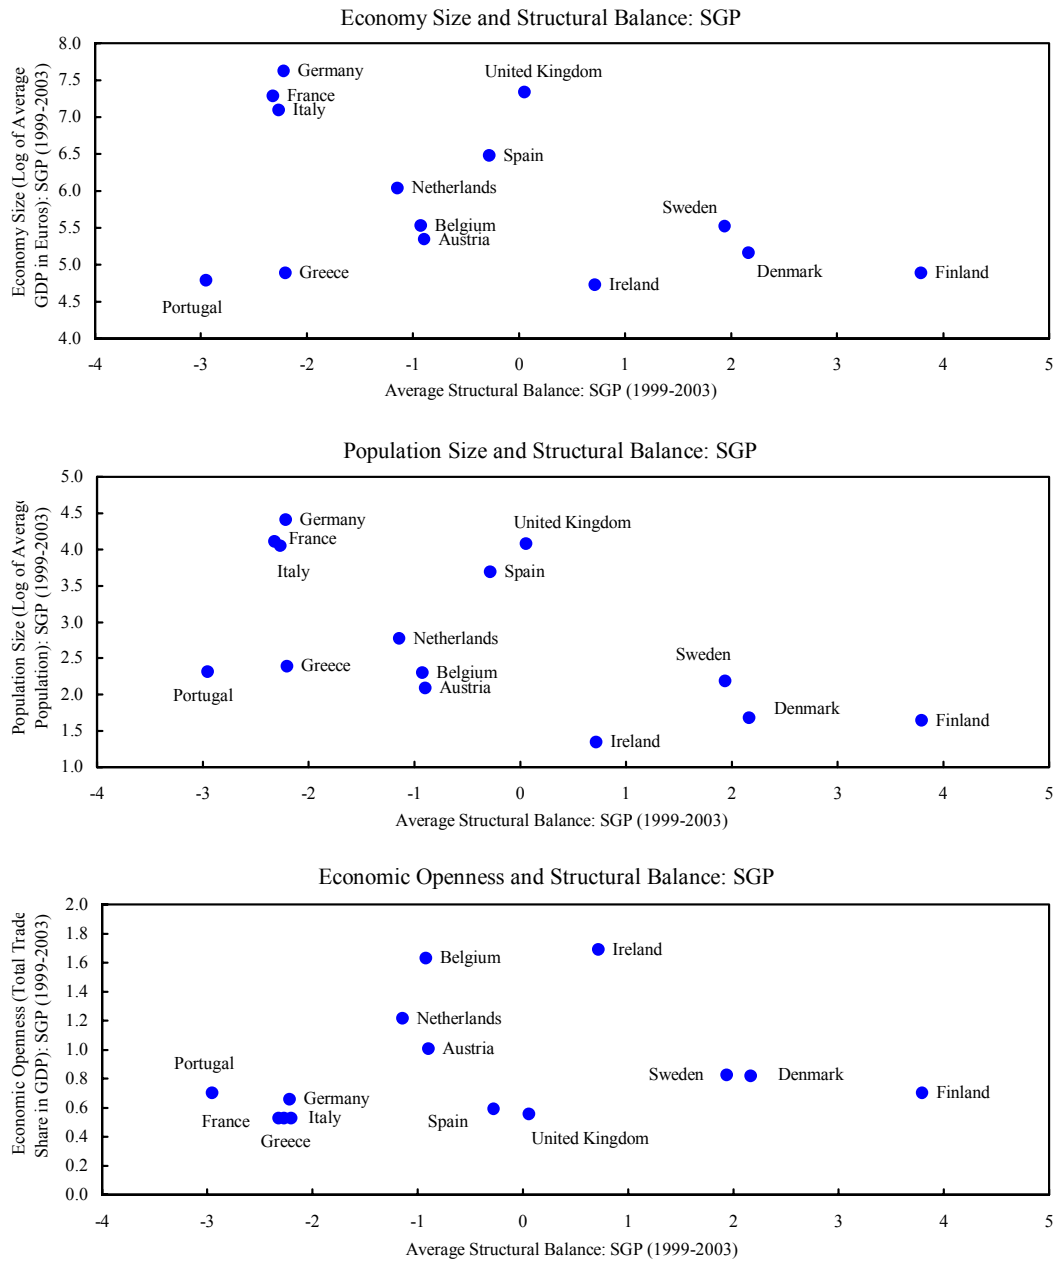 Economy Size and Structural Balance: SGP
Economy Size (Log of Average
GDP in Euros): SGP (1999-2003)
8.0
7.5
7.0
6.5
6.0
5.5
5.0
4.5
4.0
Germany
United Kingdom
France
Italy
Spain
Netherlands
Sweden
Belgium
Austria
Greece
Denmark
Finland
Ireland
Portugal
-4 -3 -2 -1 0 1 2 3 4 5
Average Structural Balance: SGP (1999-2003)
Population Size and Structural Balance: SGP
Population Size (Log of Average
Population): SGP (1999-2003)
5.0
4.5
4.0
3.5
3.0
2.5
2.0
1.5
1.0
Germany
United Kingdom
France
Italy
Spain
Netherlands
Sweden
Greece
Belgium
Austria
Portugal
Denmark
Finland
Ireland
-4 -3 -2 -1 0 1 2 3 4 5
Average Structural Balance: SGP (1999-2003)
Economic Openness and Structural Balance: SGP
Economic Openness (Total Trade
Share in GDP): SGP (1999-2003)
2.0
1.8
1.6
1.4
1.2
1.0
0.8
0.6
0.4
0.2
0.0
Ireland
Belgium
Netherlands
Austria
Portugal
Sweden
Denmark
Finland
Germany
France
Italy
Spain
Greece
United Kingdom
-4 -3 -2 -1 0 1 2 3 4 5
Average Structural Balance: SGP (1999-2003)